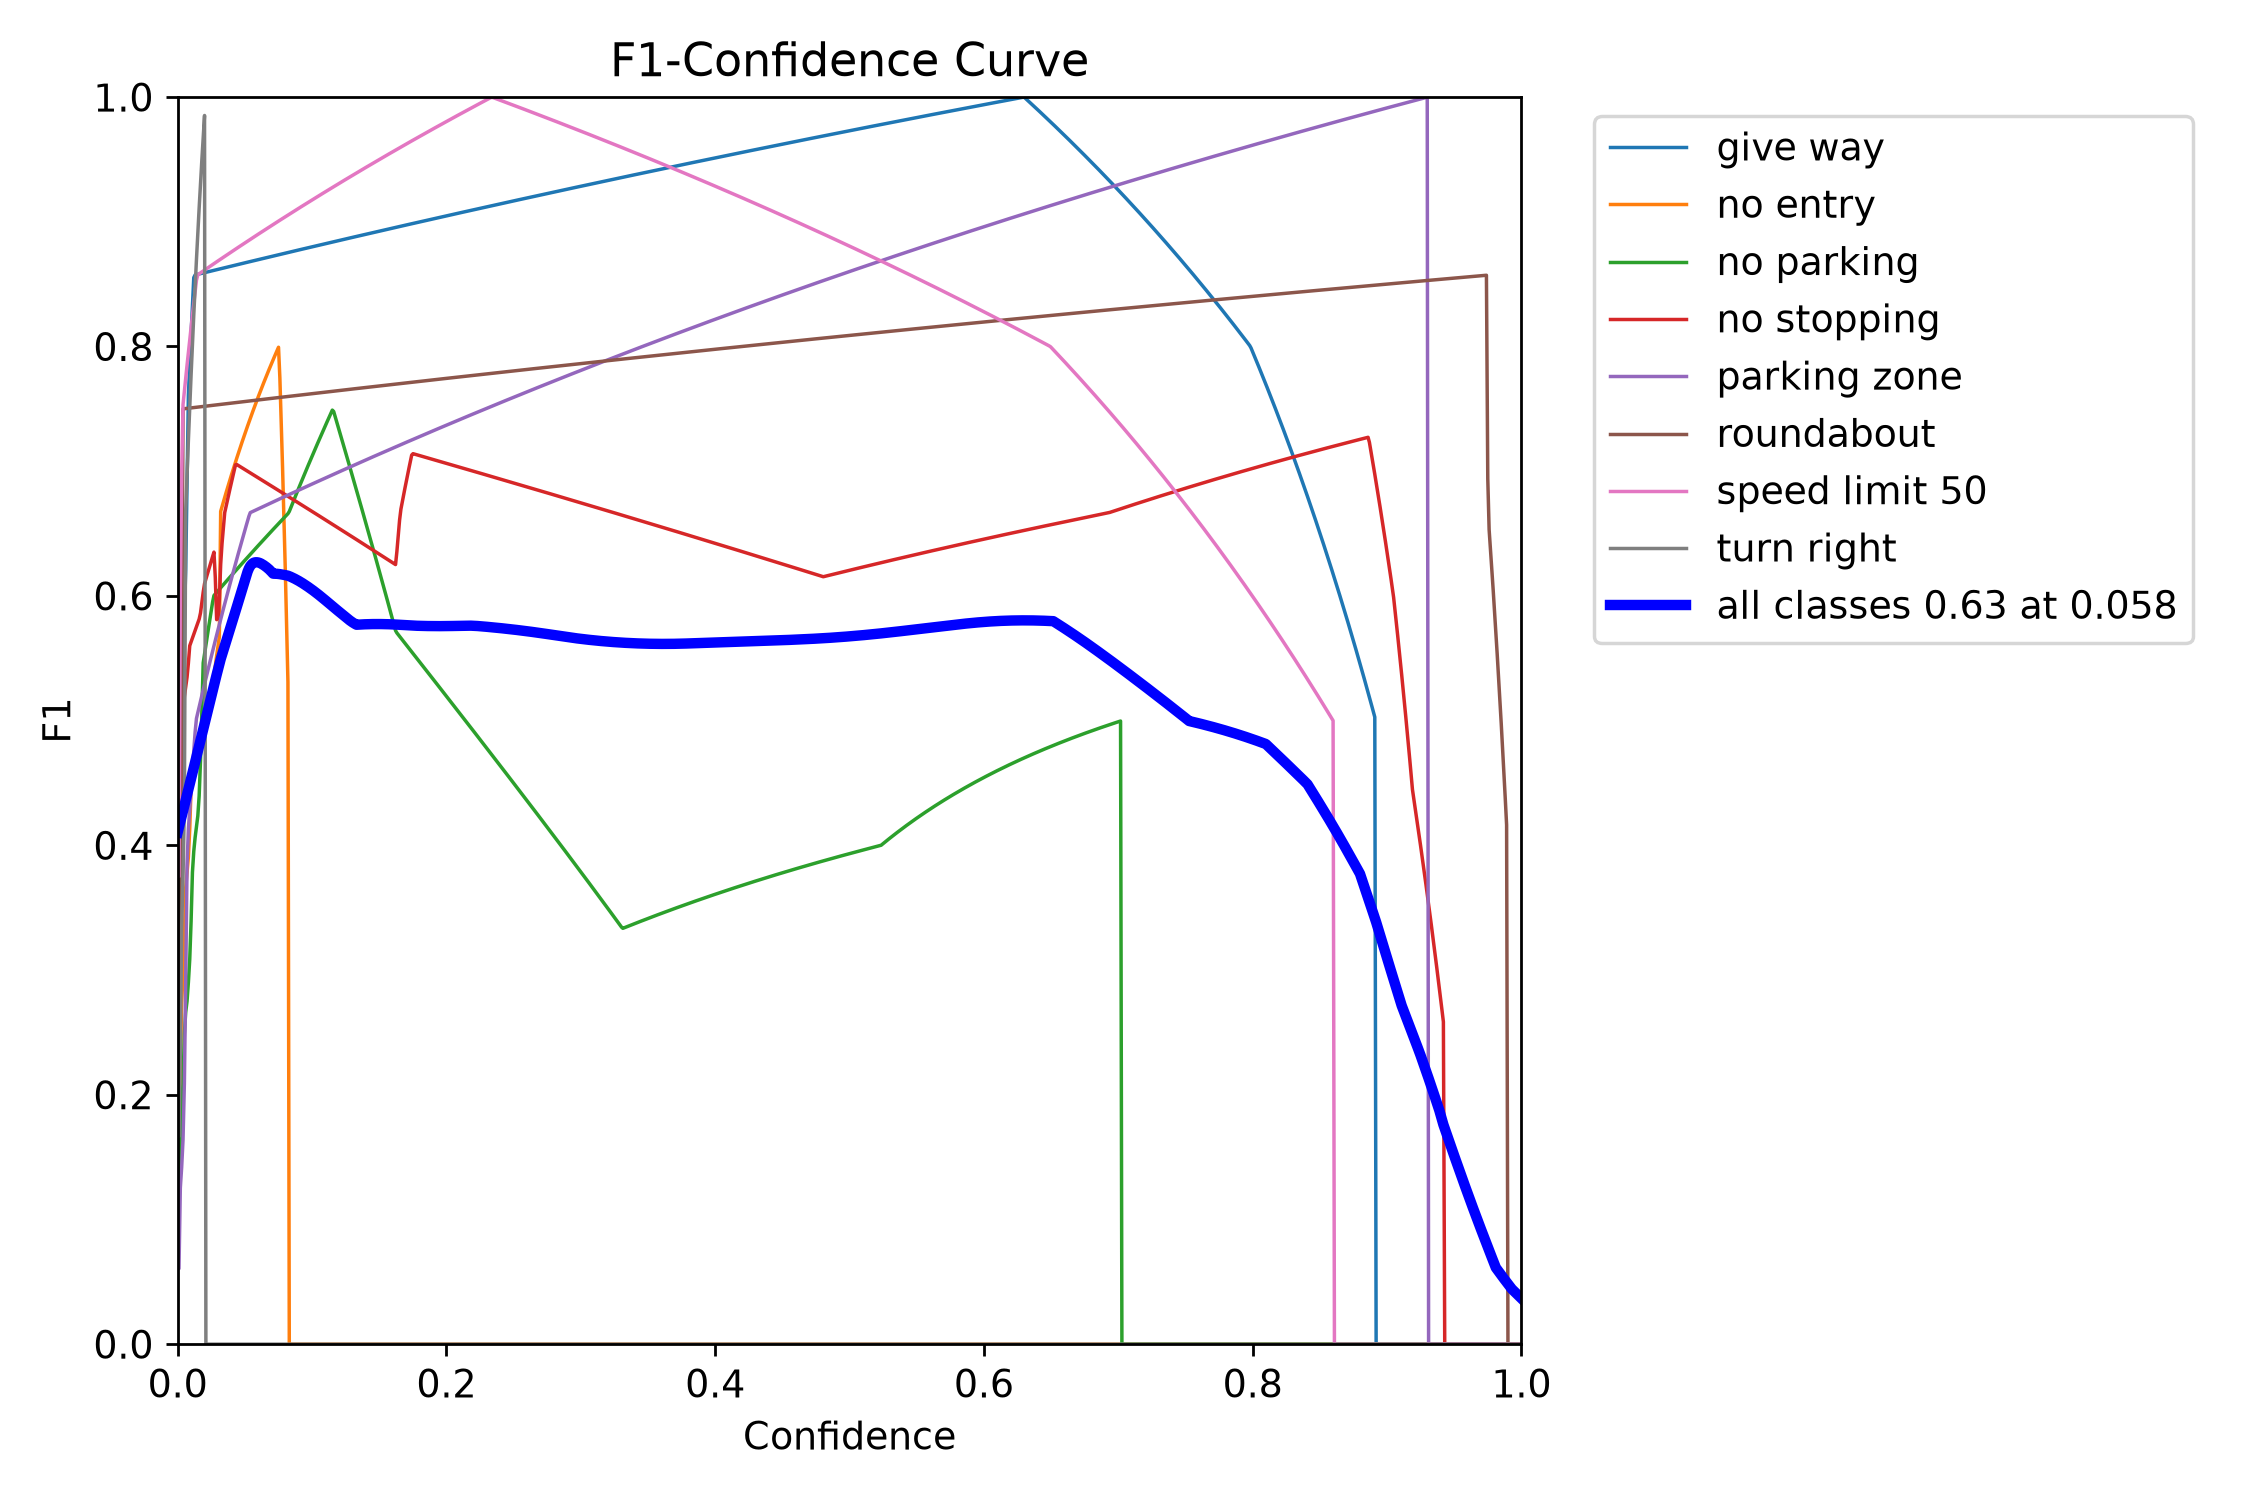 F1-Confidence Curve
1.0
0.8
0.6
0.4
0.2
0.0
F1
0.0 0.2 0.4 0.6 0.8 1.0
Confidence
give way
no entry
no parking
no stopping
parking zone
roundabout
speed limit 50
turn right
all classes 0.63 at 0.058